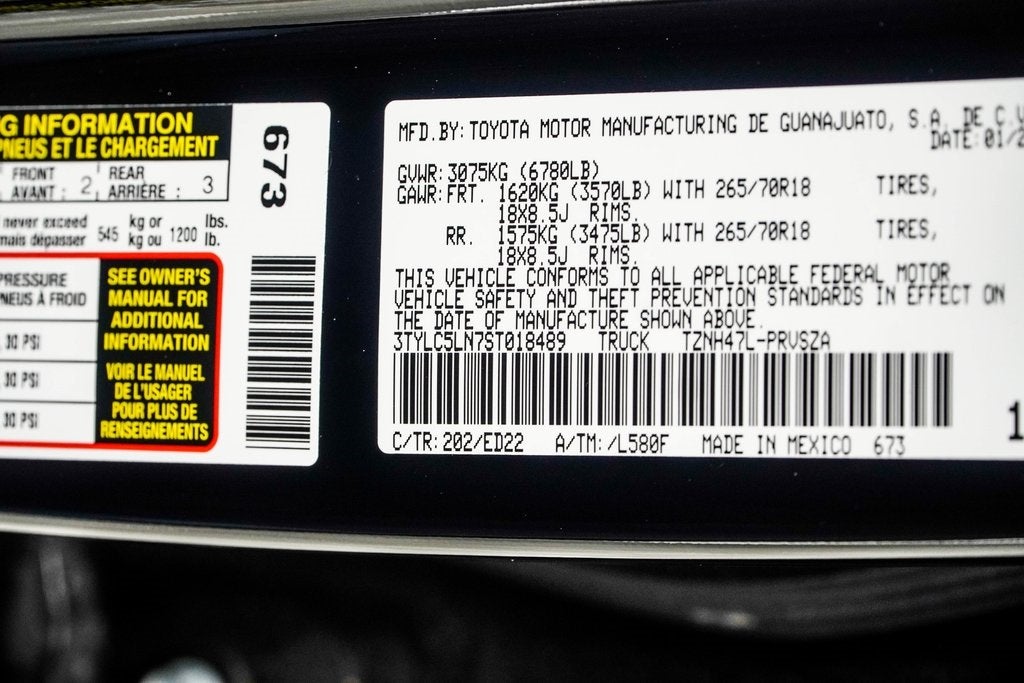 G INFORMATION
PNEUS ET LE CHARGEMENT
FRONT REAR
AVANT : 2 ARRIÈRE : 3
never exceed kg or lbs.
mais dépasser 545 kg ou 1200 lb.
PRESSURE
PNEUS À FROID
30 PSI
30 PSI
30 PSI
SEE OWNER'S
MANUAL FOR
ADDITIONAL
INFORMATION
VOIR LE MANUEL
DE L'USAGER
POUR PLUS DE
RENSEIGNEMENTS
673
MFD.BY: TOYOTA MOTOR MANUFACTURING DE GUANAJUATO, S.A. DE C.V
DATE: 01/2
GVWR: 3075KG (6780LB)
GAWR: FRT. 1620KG (3570LB) WITH 265/70R18 TIRES,
18X8.5J RIMS.
RR. 1575KG (3475LB) WITH 265/70R18 TIRES,
18X8.5J RIMS.
THIS VEHICLE CONFORMS TO ALL APPLICABLE FEDERAL MOTOR
VEHICLE SAFETY AND THEFT PREVENTION STANDARDS IN EFFECT ON
THE DATE OF MANUFACTURE SHOWN ABOVE.
3TYLC5LN7ST018489 TRUCK TZNH47L-PRVSZA
C/TR: 202/ED22 A/TM: /L580F MADE IN MEXICO 673
1